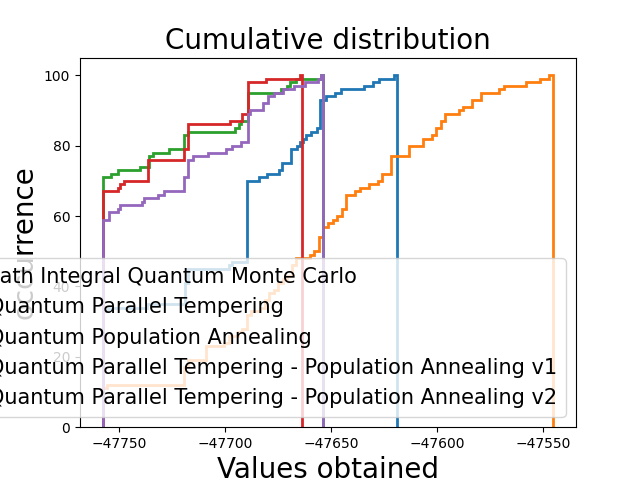 Cumulative distribution
100
80
60
40
20
0
occurrence
ath Integral Quantum Monte Carlo
Quantum Parallel Tempering
Quantum Population Annealing
Quantum Parallel Tempering - Population Annealing v1
Quantum Parallel Tempering - Population Annealing v2
−47750 −47700 −47650 −47600 −47550
Values obtained